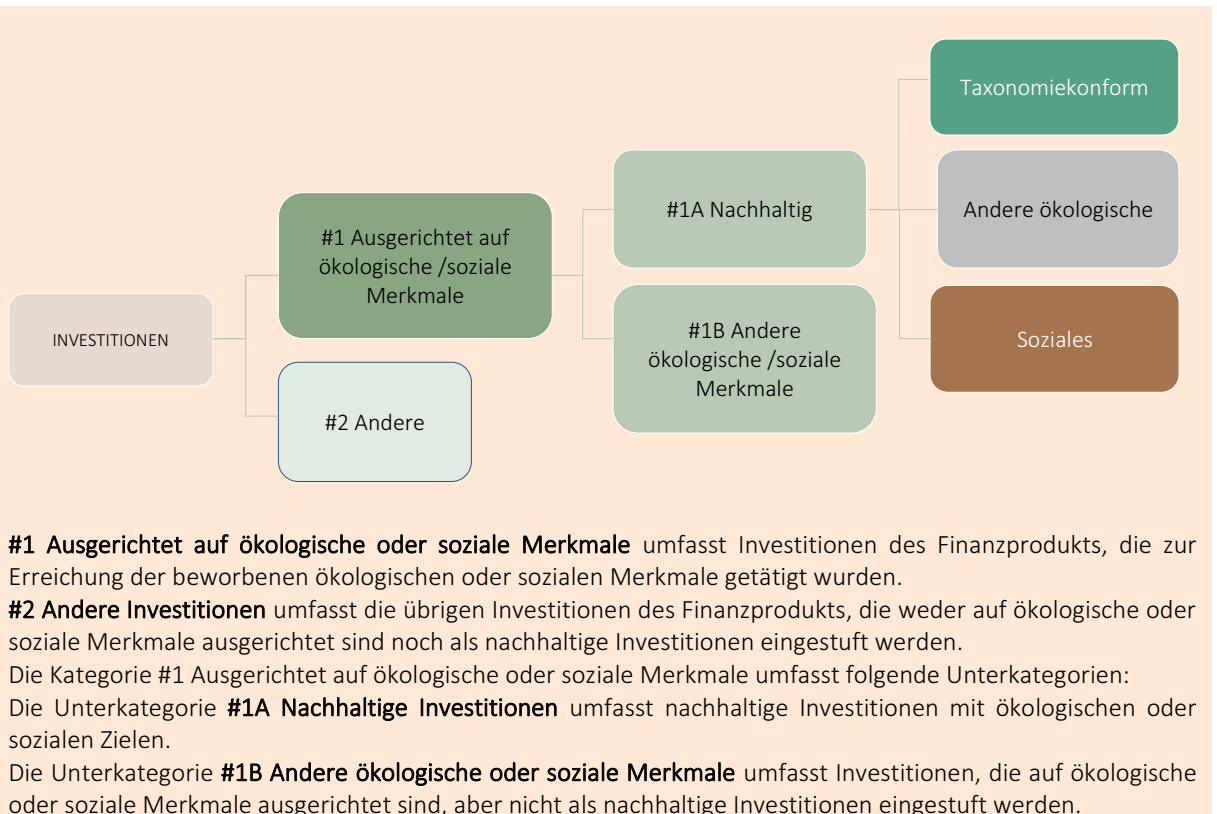 Taxonomiekonform
#1A Nachhaltig
Andere ökologische
#1 Ausgerichtet auf
ökologische /soziale
Merkmale
INVESTITIONEN
#1B Andere
ökologische /soziale
Merkmale
Soziales
#2 Andere
#1 Ausgerichtet auf ökologische oder soziale Merkmale umfasst Investitionen des Finanzprodukts, die zur
Erreichung der beworbenen ökologischen oder sozialen Merkmale getätigt wurden.
#2 Andere Investitionen umfasst die übrigen Investitionen des Finanzprodukts, die weder auf ökologische oder
soziale Merkmale ausgerichtet sind noch als nachhaltige Investitionen eingestuft werden.
Die Kategorie #1 Ausgerichtet auf ökologische oder soziale Merkmale umfasst folgende Unterkategorien:
Die Unterkategorie #1A Nachhaltige Investitionen umfasst nachhaltige Investitionen mit ökologischen oder
sozialen Zielen.
Die Unterkategorie #1B Andere ökologische oder soziale Merkmale umfasst Investitionen, die auf ökologische
oder soziale Merkmale ausgerichtet sind, aber nicht als nachhaltige Investitionen eingestuft werden.